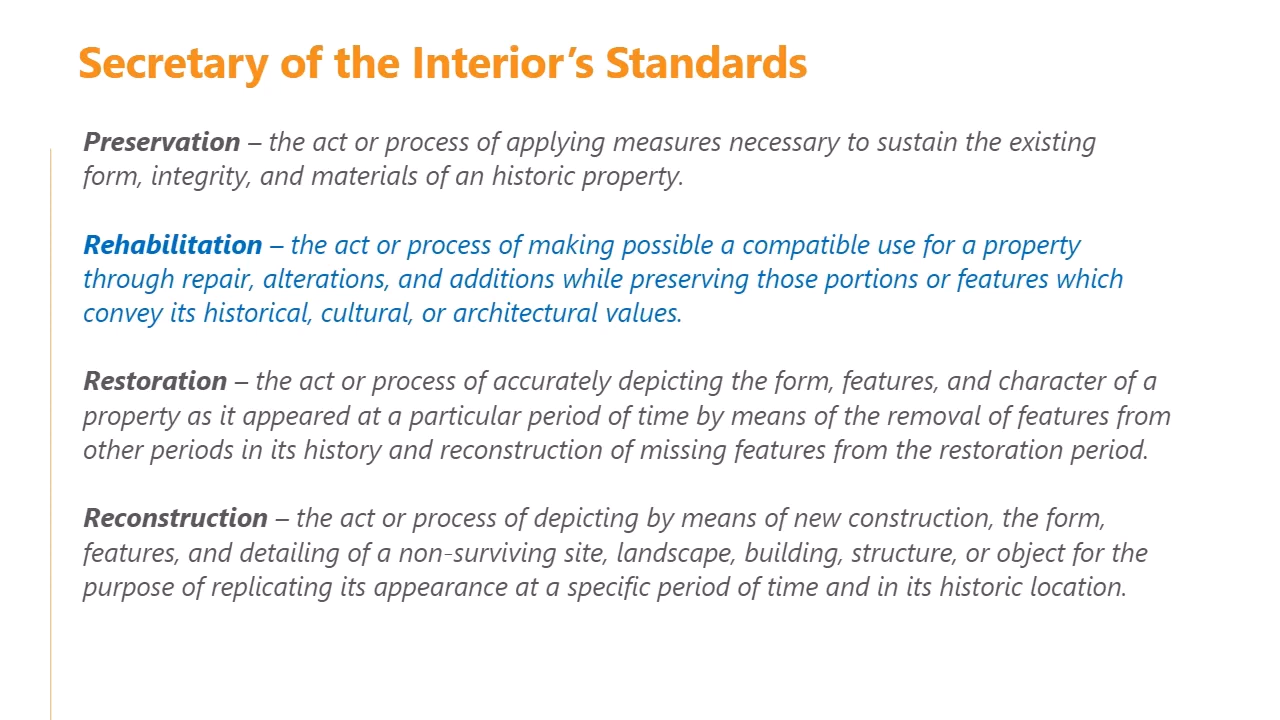 Secretary of the Interior’s Standards
Preservation – the act or process of applying measures necessary to sustain the existing
form, integrity, and materials of an historic property.
Rehabilitation – the act or process of making possible a compatible use for a property
through repair, alterations, and additions while preserving those portions or features which
convey its historical, cultural, or architectural values.
Restoration – the act or process of accurately depicting the form, features, and character of a
property as it appeared at a particular period of time by means of the removal of features from
other periods in its history and reconstruction of missing features from the restoration period.
Reconstruction – the act or process of depicting by means of new construction, the form,
features, and detailing of a non-surviving site, landscape, building, structure, or object for the
purpose of replicating its appearance at a specific period of time and in its historic location.